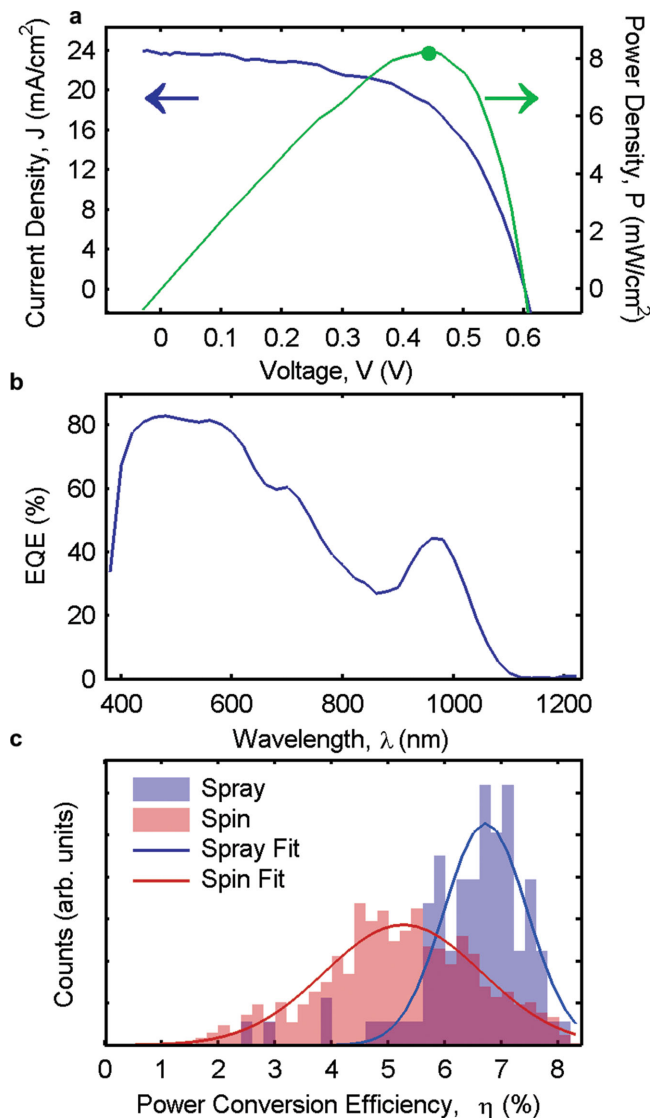 a
24
20
16
12
8
4
0
Current Density, J (mA/cm²)
8
6
4
2
0
Power Density, P (mW/cm²)
0 0.1 0.2 0.3 0.4 0.5 0.6
Voltage, V (V)
b
80
60
40
20
0
EQE (%)
400 600 800 1000 1200
Wavelength, λ (nm)
c
Spray
Spin
Spray Fit
Spin Fit
Counts (arb. units)
0 1 2 3 4 5 6 7 8
Power Conversion Efficiency, η (%)